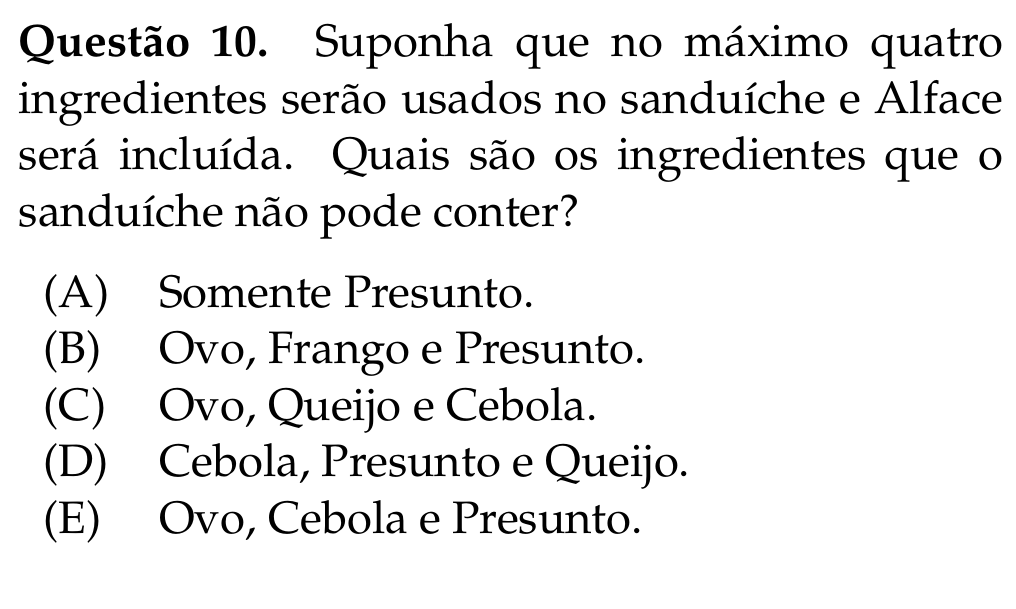 Questão 10. Suponha que no máximo quatro
ingredientes serão usados no sanduíche e Alface
será incluída. Quais são os ingredientes que o
sanduíche não pode conter?
(A) Somente Presunto.
(B) Ovo, Frango e Presunto.
(C) Ovo, Queijo e Cebola.
(D) Cebola, Presunto e Queijo.
(E) Ovo, Cebola e Presunto.